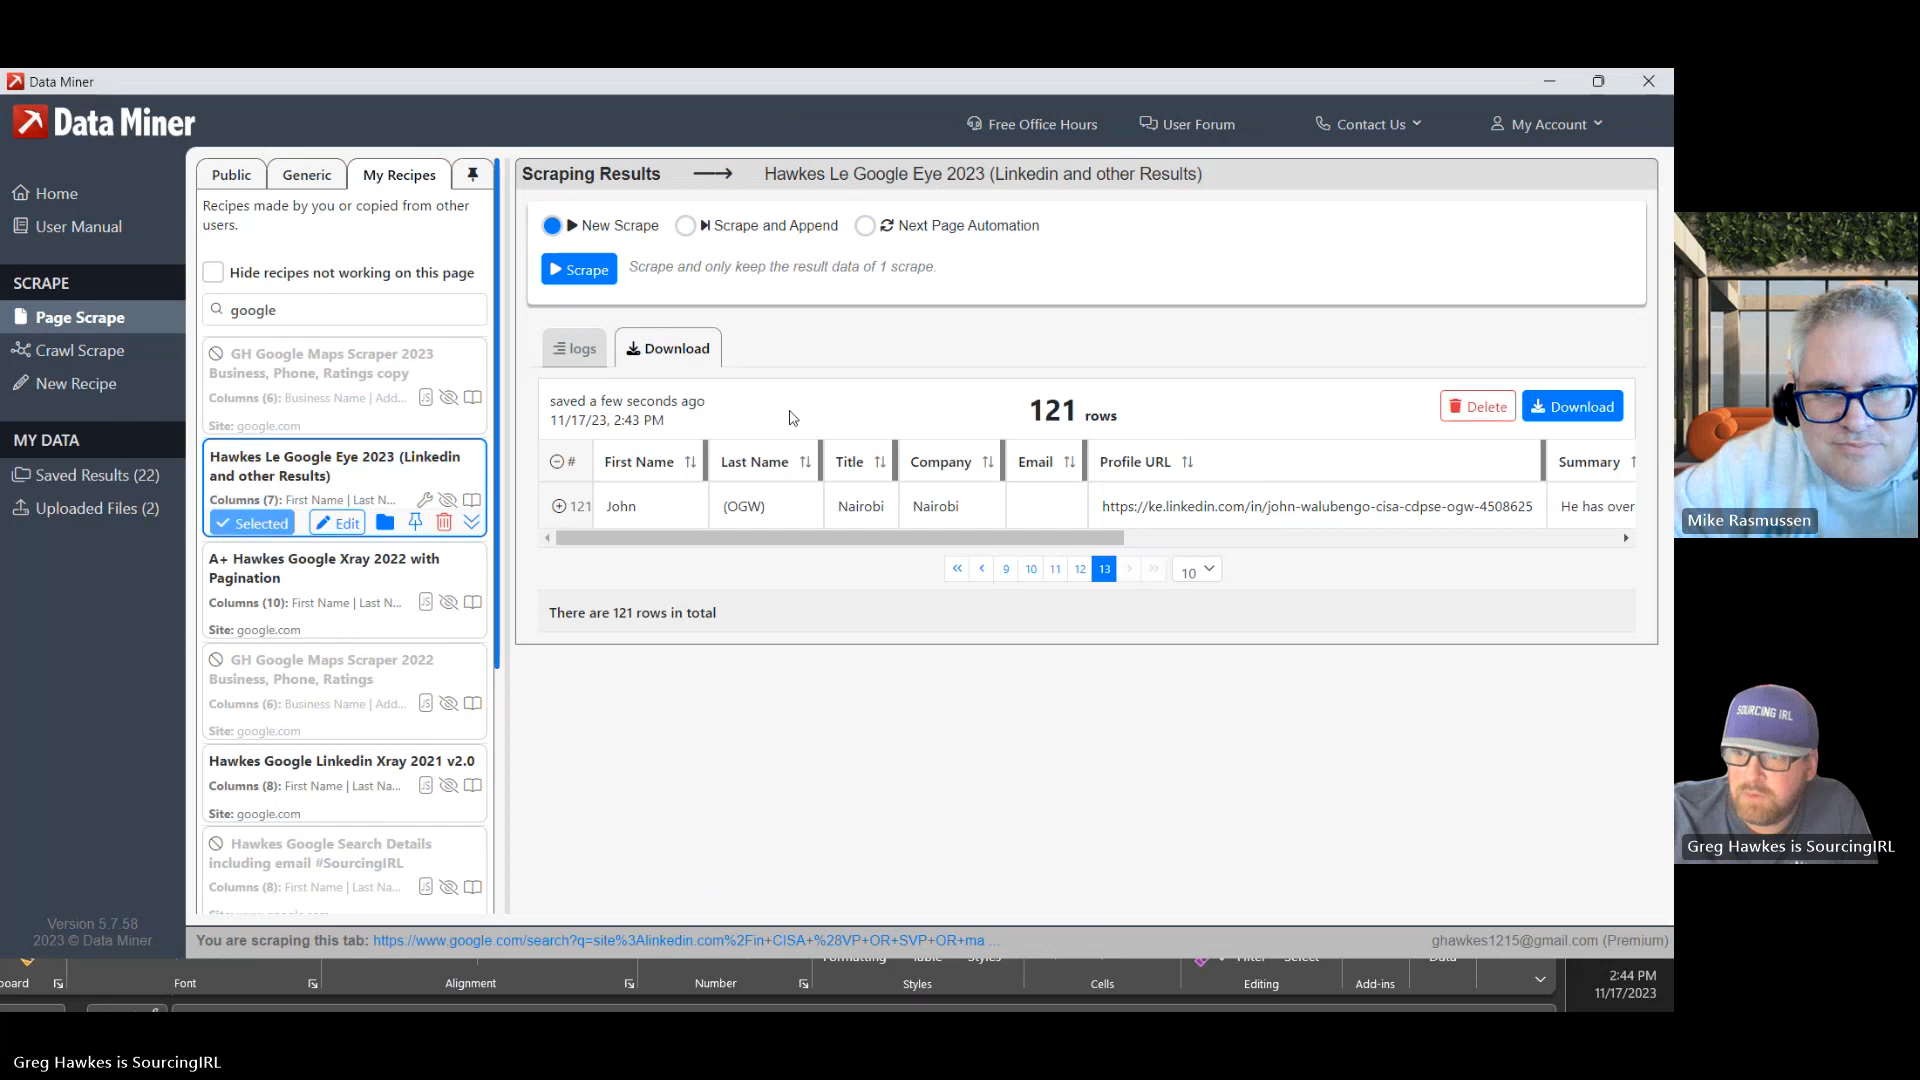 Data Miner
Data Miner
Free Office Hours
User Forum
Contact Us
My Account
Home
User Manual
SCRAPE
Page Scrape
Crawl Scrape
New Recipe
MY DATA
Saved Results (22)
Uploaded Files (2)
Version 5.7.58
2023 © Data Miner
Public
Generic
My Recipes
Recipes made by you or copied from other
users.
Hide recipes not working on this page
google
GH Google Maps Scraper 2023
Business, Phone, Ratings copy
Columns (6): Business Name | Add...
Site: google.com
Hawkes Le Google Eye 2023 (Linkedin
and other Results)
Columns (7): First Name | Last N...
Selected
Edit
A+ Hawkes Google Xray 2022 with
Pagination
Columns (10): First Name | Last N...
Site: google.com
GH Google Maps Scraper 2022
Business, Phone, Ratings
Columns (6): Business Name | Add...
Site: google.com
Hawkes Google Linkedin Xray 2021 v2.0
Columns (8): First Name | Last Na...
Site: google.com
Hawkes Google Search Details
including email #SourcingIRL
Columns (8): First Name | Last Na...
Scraping Results
Hawkes Le Google Eye 2023 (Linkedin and other Results)
New Scrape
Scrape and Append
Next Page Automation
Scrape
Scrape and only keep the result data of 1 scrape.
logs
Download
saved a few seconds ago
11/17/23, 2:43 PM
121 rows
Delete
Download
# First Name Last Name Title Company Email Profile URL Summary
121 John (OGW) Nairobi Nairobi https://ke.linkedin.com/in/john-walubengo-cisa-cdpse-ogw-4508625 He has over
9 10 11 12 13
10
There are 121 rows in total
You are scraping this tab: https://www.google.com/search?q=site%3Alinkedin.com%2Fin+CISA+%28VP+OR+SVP+OR+ma ...
ghawkes1215@gmail.com (Premium)
Formatting Table Styles
Filter Select
Data
oard
Font
Alignment
Number
Styles
Cells
Editing
Add-ins
2:44 PM
11/17/2023
Mike Rasmussen
SOURCING IRL
Greg Hawkes is SourcingIRL
Greg Hawkes is SourcingIRL